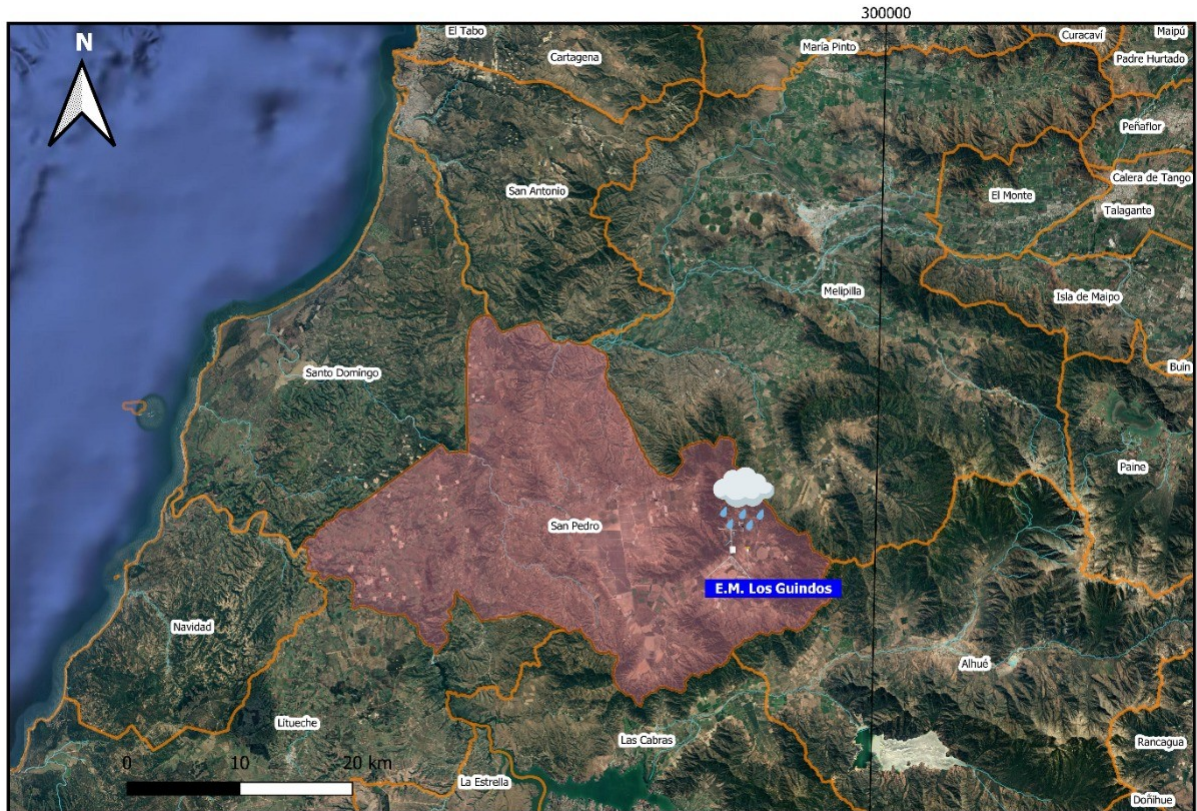 300000
N
El Tabo
Cartagena
María Pinto
Curacaví
Maipú
Padre Hurtado
Peñaflor
San Antonio
El Monte
Calera de Tango
Talagante
Melipilla
Isla de Maipo
Santo Domingo
Buin
Paine
San Pedro
E.M. Los Guindos
Navidad
Alhué
Litueche
Las Cabras
Rancagua
0 10 20 km
La Estrella
Doñihue